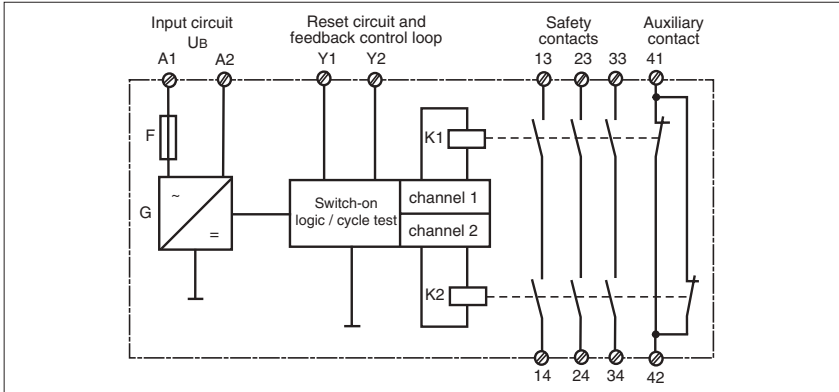 Input circuit
UB
Reset circuit and
feedback control loop
Safety
contacts
Auxiliary
contact
A1 A2 Y1 Y2 13 23 33 41
F
K1
G
~
=
Switch-on
logic / cycle test
channel 1
channel 2
K2
14 24 34 42